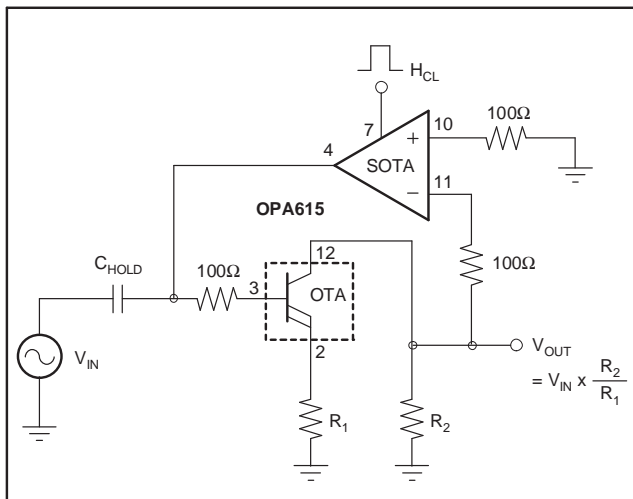 H_CL
100Ω
7
10
4
+
SOTA
11
−
OPA615
C_HOLD
100Ω
12
100Ω
3
OTA
V_IN
2
V_OUT
= V_IN x R_2/R_1
R_1
R_2